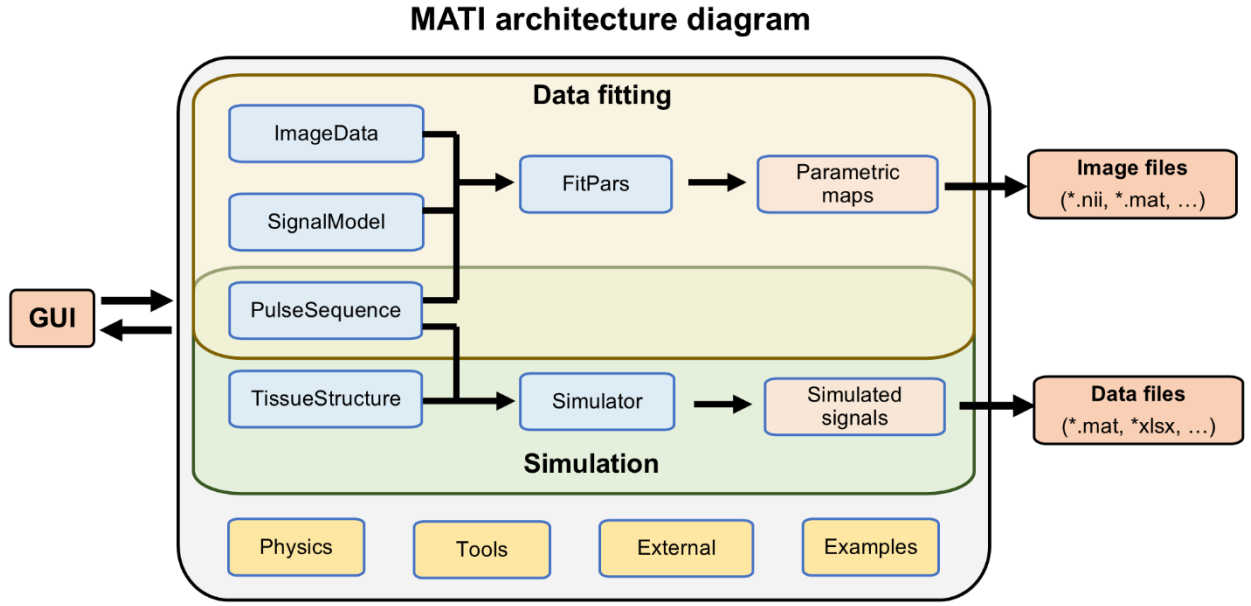 MATI architecture diagram
Data fitting
ImageData
SignalModel
PulseSequence
TissueStructure
FitPars
Parametric
maps
Image files
(*.nii, *.mat, …)
GUI
Simulator
Simulated
signals
Data files
(*.mat, *xlsx, …)
Simulation
Physics
Tools
External
Examples